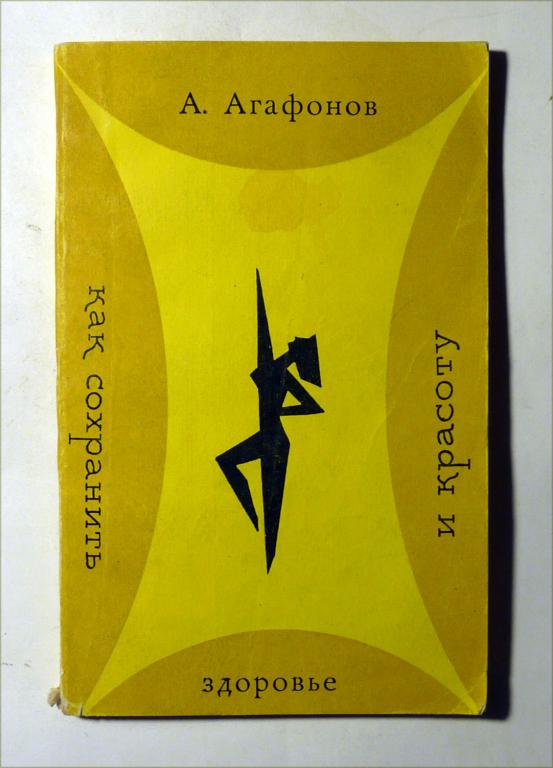 А. Агафонов
как сохранить
здоровье
и красоту